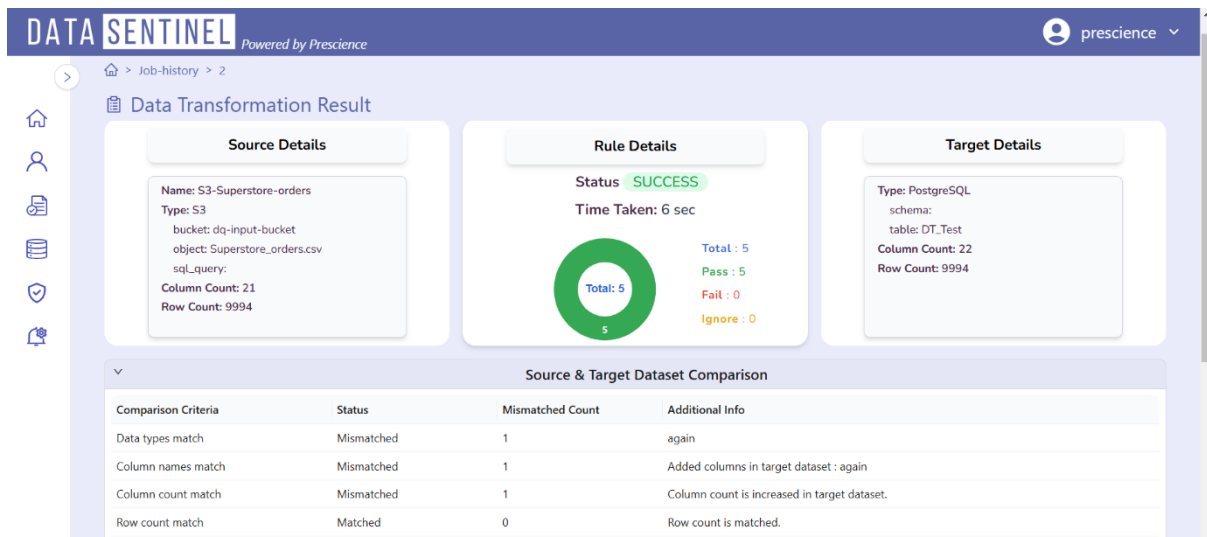 DATA SENTINEL Powered by Prescience
prescience
> Job-history > 2
Data Transformation Result
Source Details
Name: S3-Superstore-orders
Type: S3
bucket: dq-input-bucket
object: Superstore_orders.csv
sql_query:
Column Count: 21
Row Count: 9994
Rule Details
Status SUCCESS
Time Taken: 6 sec
Total: 5
5
Total : 5
Pass : 5
Fail : 0
Ignore : 0
Target Details
Type: PostgreSQL
schema:
table: DT_Test
Column Count: 22
Row Count: 9994
Source & Target Dataset Comparison
Comparison Criteria Status Mismatched Count Additional Info
Data types match Mismatched 1 again
Column names match Mismatched 1 Added columns in target dataset : again
Column count match Mismatched 1 Column count is increased in target dataset.
Row count match Matched 0 Row count is matched.